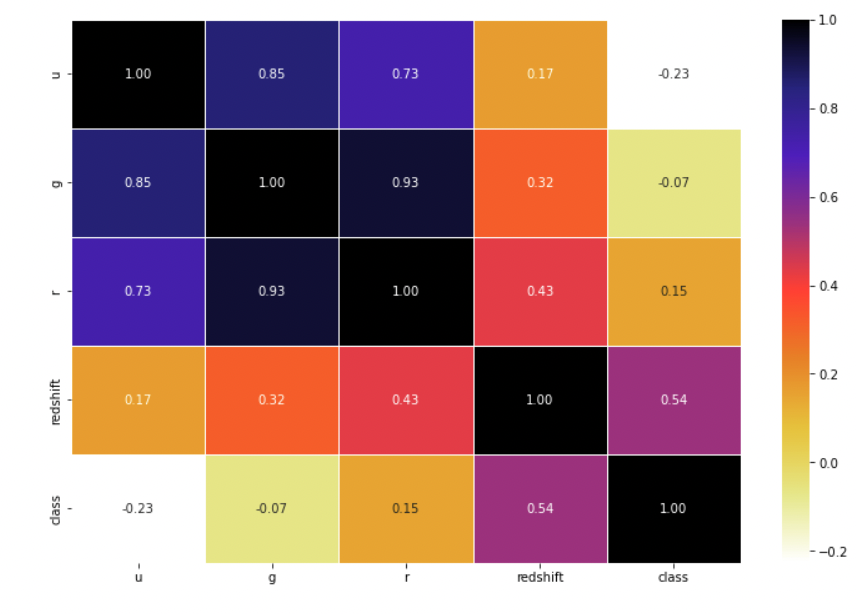 u 1.00 0.85 0.73 0.17 -0.23
g 0.85 1.00 0.93 0.32 -0.07
r 0.73 0.93 1.00 0.43 0.15
redshift 0.17 0.32 0.43 1.00 0.54
class -0.23 -0.07 0.15 0.54 1.00
u g r redshift class
1.0
0.8
0.6
0.4
0.2
0.0
−0.2